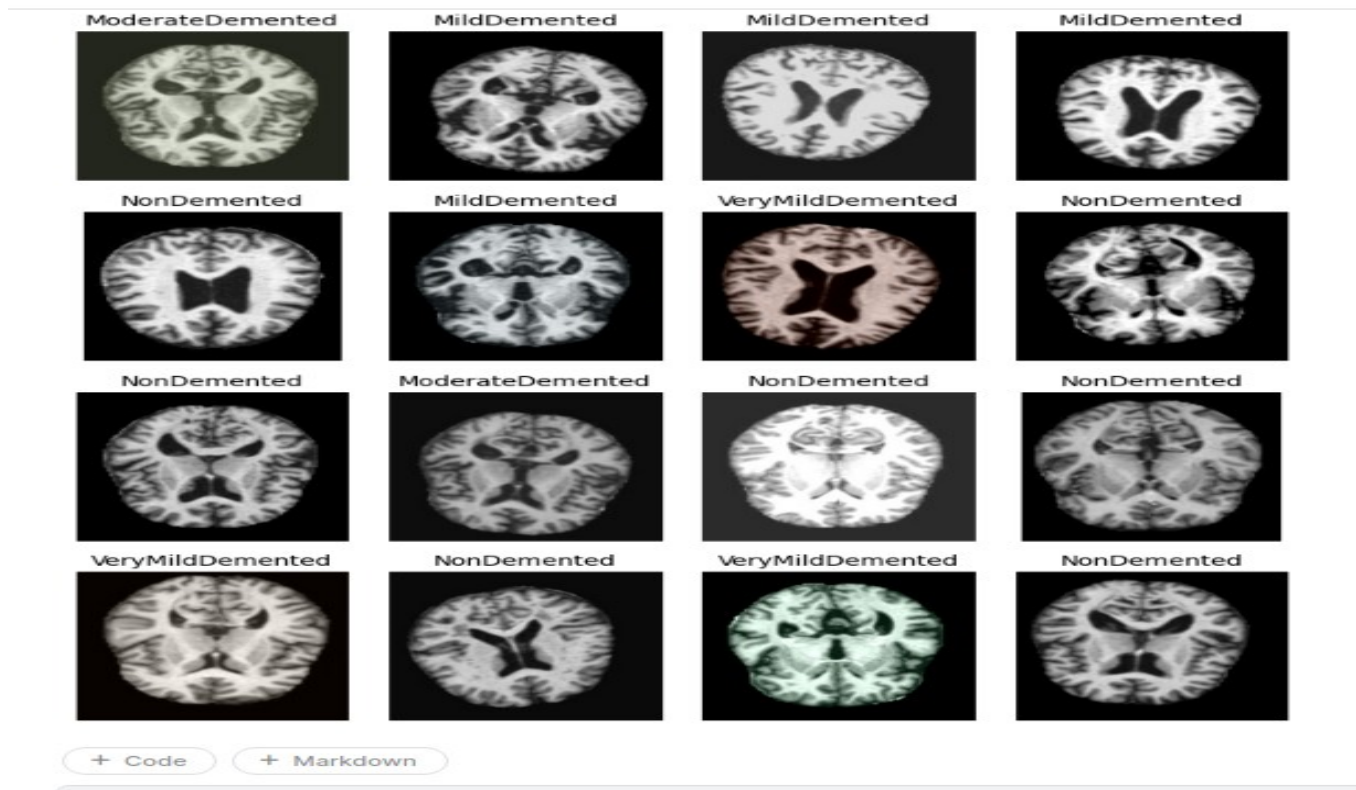 ModerateDemented MildDemented MildDemented MildDemented
NonDemented MildDemented VeryMildDemented NonDemented
NonDemented ModerateDemented NonDemented NonDemented
VeryMildDemented NonDemented VeryMildDemented NonDemented
+ Code + Markdown